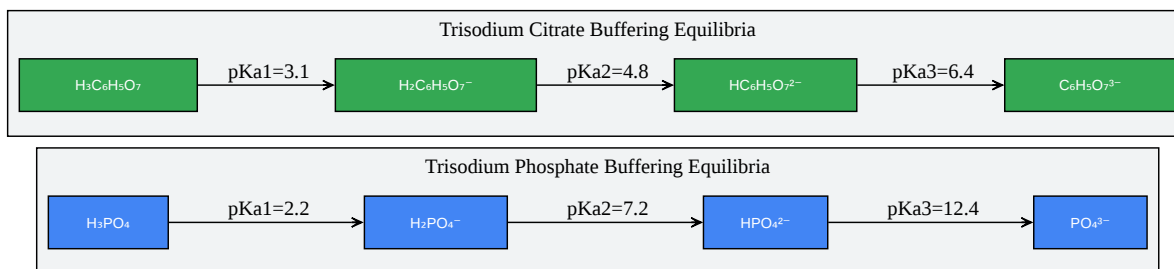 Trisodium Citrate Buffering Equilibria
H₃C₆H₅O₇ pKa1=3.1 H₂C₆H₅O₇⁻ pKa2=4.8 HC₆H₅O₇²⁻ pKa3=6.4 C₆H₅O₇³⁻
Trisodium Phosphate Buffering Equilibria
H₃PO₄ pKa1=2.2 H₂PO₄⁻ pKa2=7.2 HPO₄²⁻ pKa3=12.4 PO₄³⁻